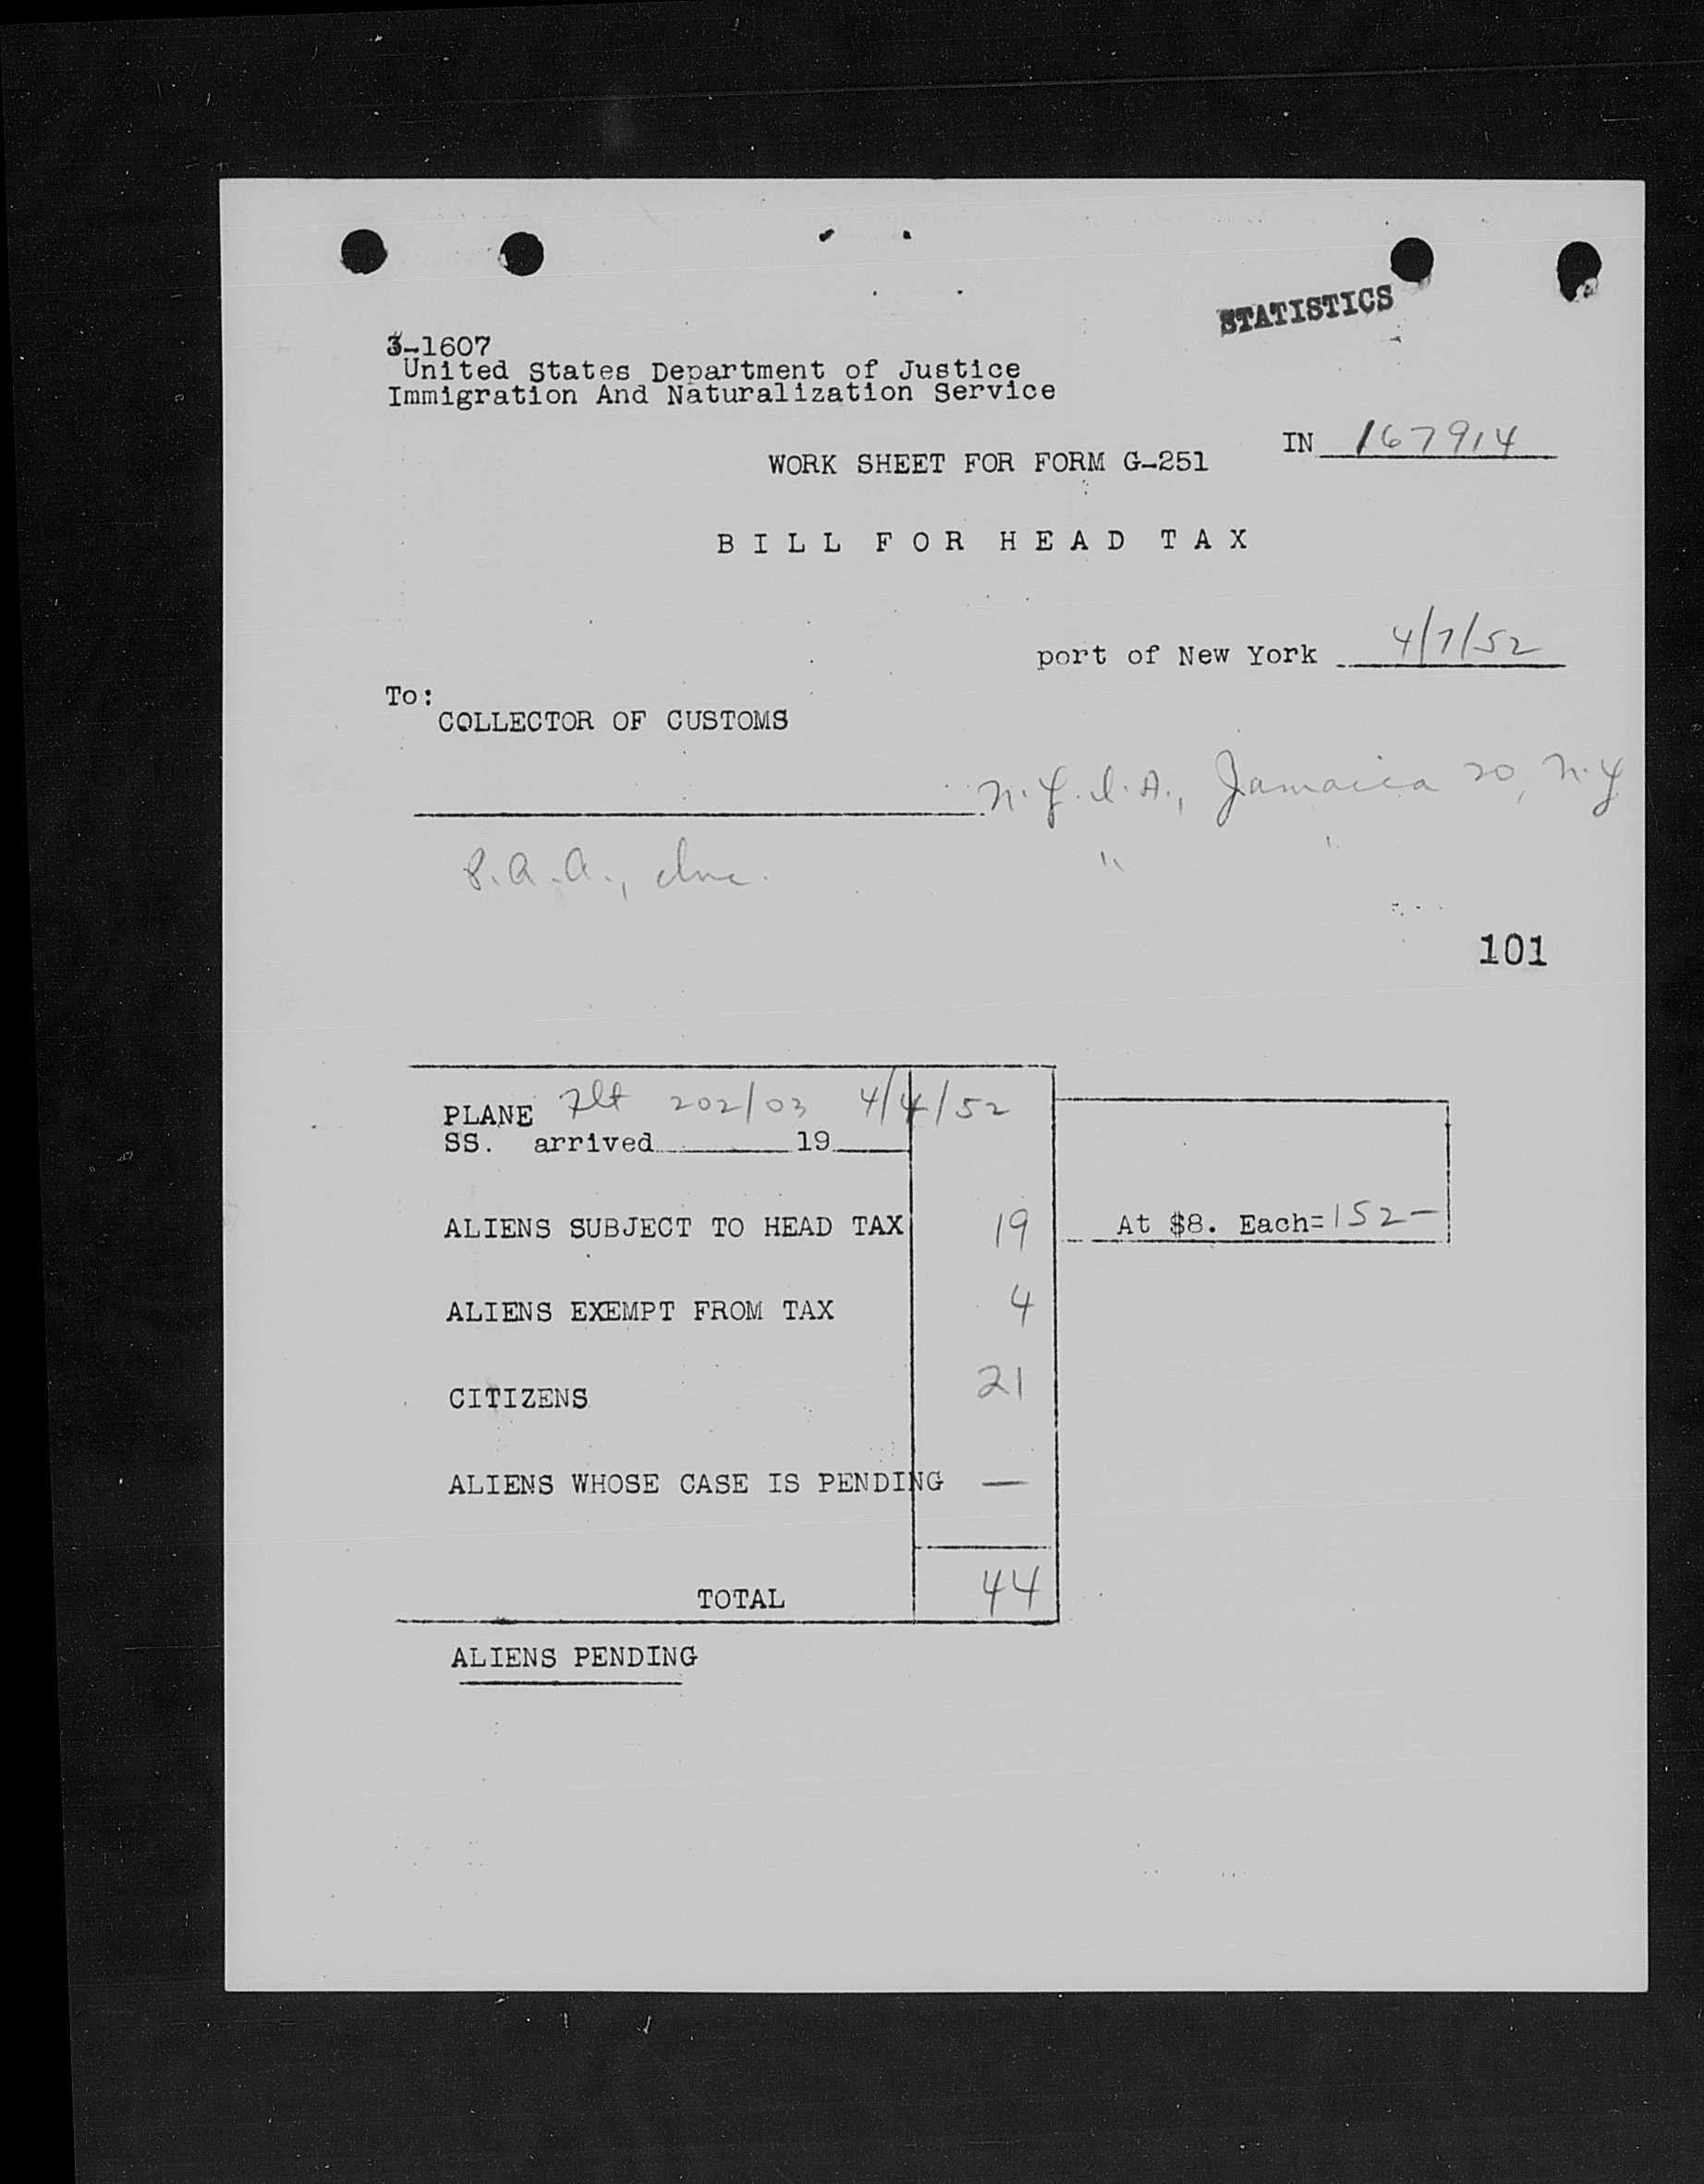 STATISTICS
3-1607
United States Department of Justice
Immigration And Naturalization Service
IN 167914
WORK SHEET FOR FORM G-251
BILL FOR HEAD TAX
port of New York 4/7/52
To:
COLLECTOR OF CUSTOMS
N.Y.I.A., Jamaica 20, N.Y
P.A.A., Inc. " "
101
PLANE Flt 202/03 4/4/52
SS. arrived 19
ALIENS SUBJECT TO HEAD TAX 19 At $8. Each= 152-
ALIENS EXEMPT FROM TAX 4
CITIZENS 21
ALIENS WHOSE CASE IS PENDING —
TOTAL 44
ALIENS PENDING